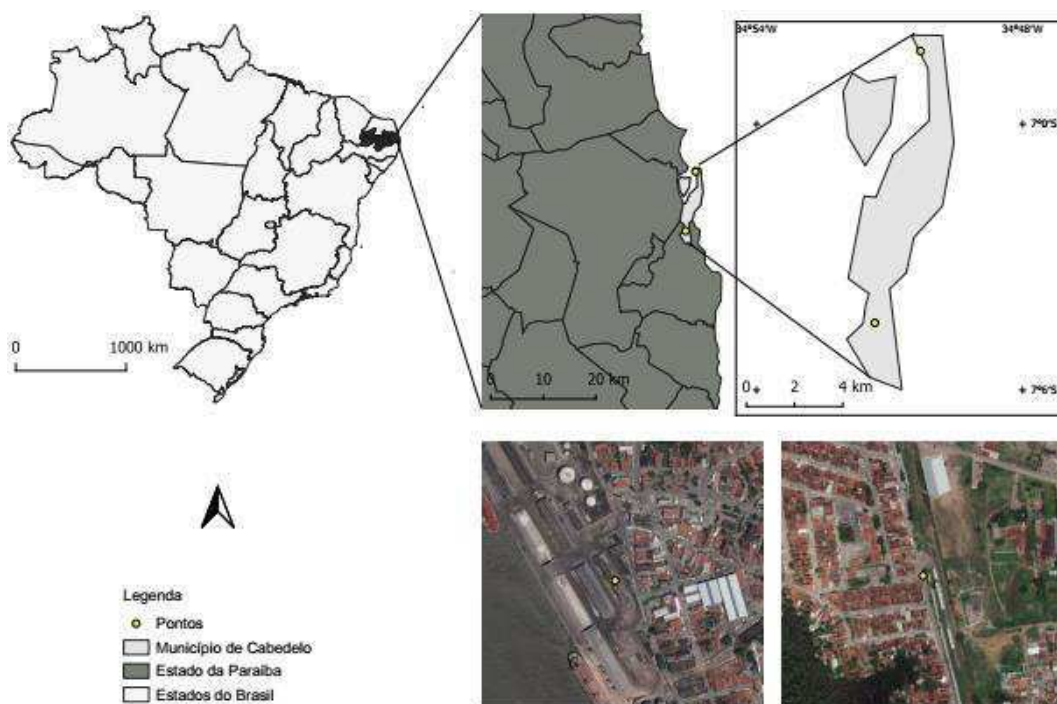 34°54'W
34°48'W
+ 7°0'S
+ 7°6'S
0 1000 km
0 10 20 km
0 2 4 km
Legenda
Pontos
Município de Cabedelo
Estado da Paraíba
Estados do Brasil